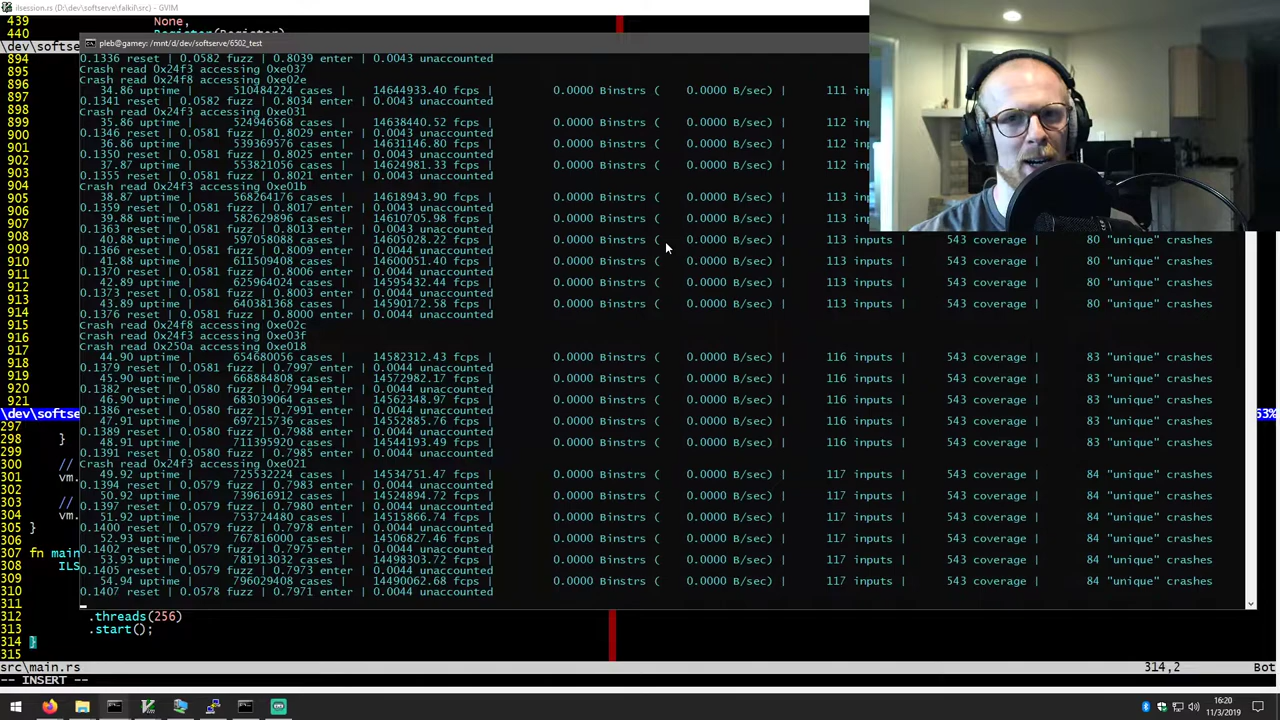 ilsession.rs (D:\dev\softserve\falkil\src) - GVIM
439 None,
440 Register(Register)
\dev\softse
pleb@gamey: /mnt/d/dev/softserve/6502_test
894 0.1336 reset | 0.0582 fuzz | 0.8039 enter | 0.0043 unaccounted
895 Crash read 0x24f3 accessing 0xe037
896 Crash read 0x24f8 accessing 0xe02e
897 34.86 uptime | 510484224 cases | 14644933.40 fcps | 0.0000 Binstrs ( 0.0000 B/sec) | 111 inpu
0.1341 reset | 0.0582 fuzz | 0.8034 enter | 0.0043 unaccounted
898 Crash read 0x24f3 accessing 0xe031
899 35.86 uptime | 524946568 cases | 14638440.52 fcps | 0.0000 Binstrs ( 0.0000 B/sec) | 112 inp
900 0.1346 reset | 0.0581 fuzz | 0.8029 enter | 0.0043 unaccounted
901 36.86 uptime | 539369576 cases | 14631146.80 fcps | 0.0000 Binstrs ( 0.0000 B/sec) | 112 inp
902 0.1350 reset | 0.0581 fuzz | 0.8025 enter | 0.0043 unaccounted
903 37.87 uptime | 553821056 cases | 14624981.33 fcps | 0.0000 Binstrs ( 0.0000 B/sec) | 112 inp
0.1355 reset | 0.0581 fuzz | 0.8021 enter | 0.0043 unaccounted
904 Crash read 0x24f3 accessing 0xe01b
905 38.87 uptime | 568264176 cases | 14618943.90 fcps | 0.0000 Binstrs ( 0.0000 B/sec) | 113 inp
906 0.1359 reset | 0.0581 fuzz | 0.8017 enter | 0.0043 unaccounted
907 39.88 uptime | 582629896 cases | 14610705.98 fcps | 0.0000 Binstrs ( 0.0000 B/sec) | 113 inp
908 0.1363 reset | 0.0581 fuzz | 0.8013 enter | 0.0043 unaccounted
909 40.88 uptime | 597058088 cases | 14605028.22 fcps | 0.0000 Binstrs ( 0.0000 B/sec) | 113 inputs | 543 coverage | 80 "unique" crashes
0.1366 reset | 0.0581 fuzz | 0.8009 enter | 0.0044 unaccounted
910 41.88 uptime | 611509408 cases | 14600051.40 fcps | 0.0000 Binstrs ( 0.0000 B/sec) | 113 inputs | 543 coverage | 80 "unique" crashes
911 0.1370 reset | 0.0581 fuzz | 0.8006 enter | 0.0044 unaccounted
912 42.89 uptime | 625964024 cases | 14595432.44 fcps | 0.0000 Binstrs ( 0.0000 B/sec) | 113 inputs | 543 coverage | 80 "unique" crashes
913 0.1373 reset | 0.0581 fuzz | 0.8003 enter | 0.0044 unaccounted
43.89 uptime | 640381368 cases | 14590172.58 fcps | 0.0000 Binstrs ( 0.0000 B/sec) | 113 inputs | 543 coverage | 80 "unique" crashes
914 0.1376 reset | 0.0581 fuzz | 0.8000 enter | 0.0044 unaccounted
915 Crash read 0x24f8 accessing 0xe02c
916 Crash read 0x24f3 accessing 0xe03f
917 Crash read 0x250a accessing 0xe018
918 44.90 uptime | 654680056 cases | 14582312.43 fcps | 0.0000 Binstrs ( 0.0000 B/sec) | 116 inputs | 543 coverage | 83 "unique" crashes
0.1379 reset | 0.0581 fuzz | 0.7997 enter | 0.0044 unaccounted
919 45.90 uptime | 668884408 cases | 14572982.17 fcps | 0.0000 Binstrs ( 0.0000 B/sec) | 116 inputs | 543 coverage | 83 "unique" crashes
920 0.1382 reset | 0.0580 fuzz | 0.7994 enter | 0.0044 unaccounted
921 46.90 uptime | 683039064 cases | 14562348.97 fcps | 0.0000 Binstrs ( 0.0000 B/sec) | 116 inputs | 543 coverage | 83 "unique" crashes
\dev\softse 0.1386 reset | 0.0580 fuzz | 0.7991 enter | 0.0044 unaccounted 53%
297 47.91 uptime | 697215736 cases | 14552885.76 fcps | 0.0000 Binstrs ( 0.0000 B/sec) | 116 inputs | 543 coverage | 83 "unique" crashes
0.1389 reset | 0.0580 fuzz | 0.7988 enter | 0.0044 unaccounted
298 } 48.91 uptime | 711395920 cases | 14544193.49 fcps | 0.0000 Binstrs ( 0.0000 B/sec) | 116 inputs | 543 coverage | 83 "unique" crashes
299 0.1391 reset | 0.0580 fuzz | 0.7985 enter | 0.0044 unaccounted
300 // Crash read 0x24f3 accessing 0xe021
301 vm. 49.92 uptime | 725532224 cases | 14534751.47 fcps | 0.0000 Binstrs ( 0.0000 B/sec) | 117 inputs | 543 coverage | 84 "unique" crashes
302 0.1394 reset | 0.0579 fuzz | 0.7983 enter | 0.0044 unaccounted
303 // 50.92 uptime | 739616912 cases | 14524894.72 fcps | 0.0000 Binstrs ( 0.0000 B/sec) | 117 inputs | 543 coverage | 84 "unique" crashes
0.1397 reset | 0.0579 fuzz | 0.7980 enter | 0.0044 unaccounted
304 vm. 51.92 uptime | 753724480 cases | 14515866.74 fcps | 0.0000 Binstrs ( 0.0000 B/sec) | 117 inputs | 543 coverage | 84 "unique" crashes
305 } 0.1400 reset | 0.0579 fuzz | 0.7978 enter | 0.0044 unaccounted
52.93 uptime | 767816000 cases | 14506827.46 fcps | 0.0000 Binstrs ( 0.0000 B/sec) | 117 inputs | 543 coverage | 84 "unique" crashes
307 fn main 0.1402 reset | 0.0579 fuzz | 0.7975 enter | 0.0044 unaccounted
308 ILS 53.93 uptime | 781913032 cases | 14498303.72 fcps | 0.0000 Binstrs ( 0.0000 B/sec) | 117 inputs | 543 coverage | 84 "unique" crashes
309 0.1405 reset | 0.0579 fuzz | 0.7973 enter | 0.0044 unaccounted
54.94 uptime | 796029408 cases | 14490062.68 fcps | 0.0000 Binstrs ( 0.0000 B/sec) | 117 inputs | 543 coverage | 84 "unique" crashes
310 0.1407 reset | 0.0578 fuzz | 0.7971 enter | 0.0044 unaccounted
311
312 .threads(256)
313 .start();
314 }
315
src\main.rs 314,2 Bot
-- INSERT --
16:20
11/3/2019